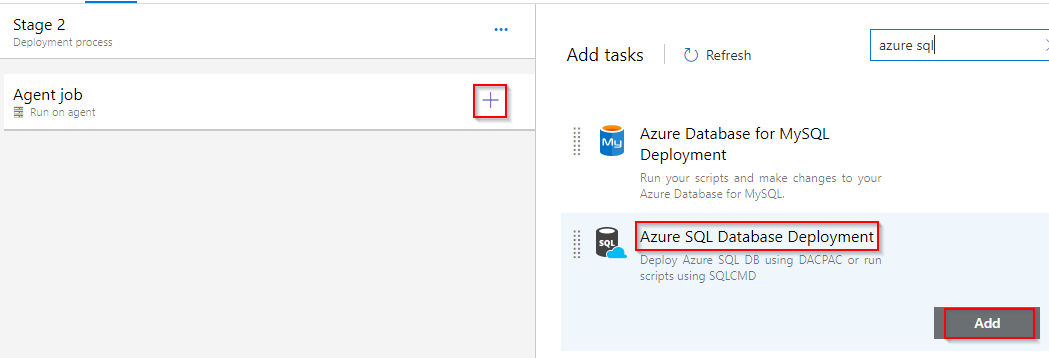 Stage 2
Deployment process
...
Agent job
Run on agent
Add tasks
Refresh
azure sql
My
Azure Database for MySQL
Deployment
Run your scripts and make changes to your
Azure Database for MySQL.
SQL
Azure SQL Database Deployment
Deploy Azure SQL DB using DACPAC or run
scripts using SQLCMD
Add